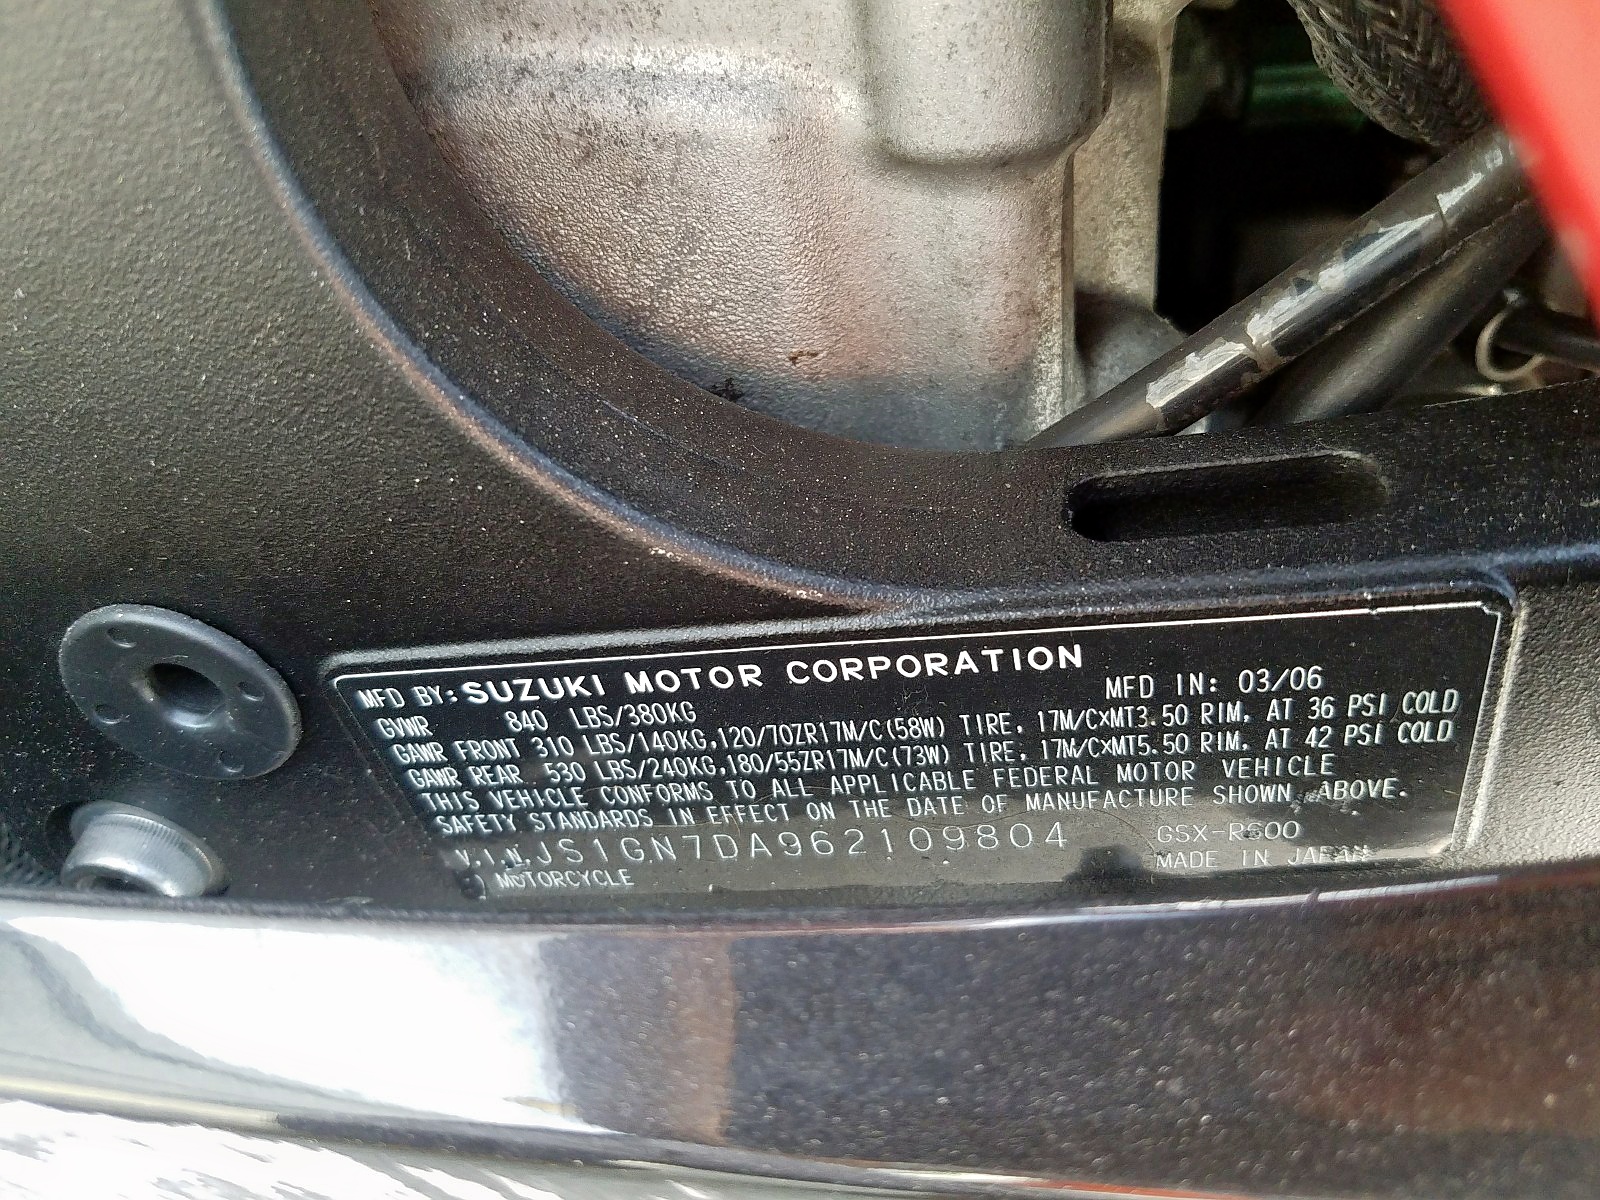 MFD BY: SUZUKI MOTOR CORPORATION
MFD IN: 03/06
GVWR 840 LBS/380KG
GAWR FRONT 310 LBS/140KG,120/70ZR17M/C(58W) TIRE, 17M/C×MT3.50 RIM, AT 36 PSI COLD
GAWR REAR 530 LBS/240KG,180/55ZR17M/C(73W) TIRE, 17M/C×MT5.50 RIM, AT 42 PSI COLD
THIS VEHICLE CONFORMS TO ALL APPLICABLE FEDERAL MOTOR VEHICLE
SAFETY STANDARDS IN EFFECT ON THE DATE OF MANUFACTURE SHOWN ABOVE.
V.I.N. JS1GN7DA962109804 GSX-R600
MOTORCYCLE MADE IN JAPAN